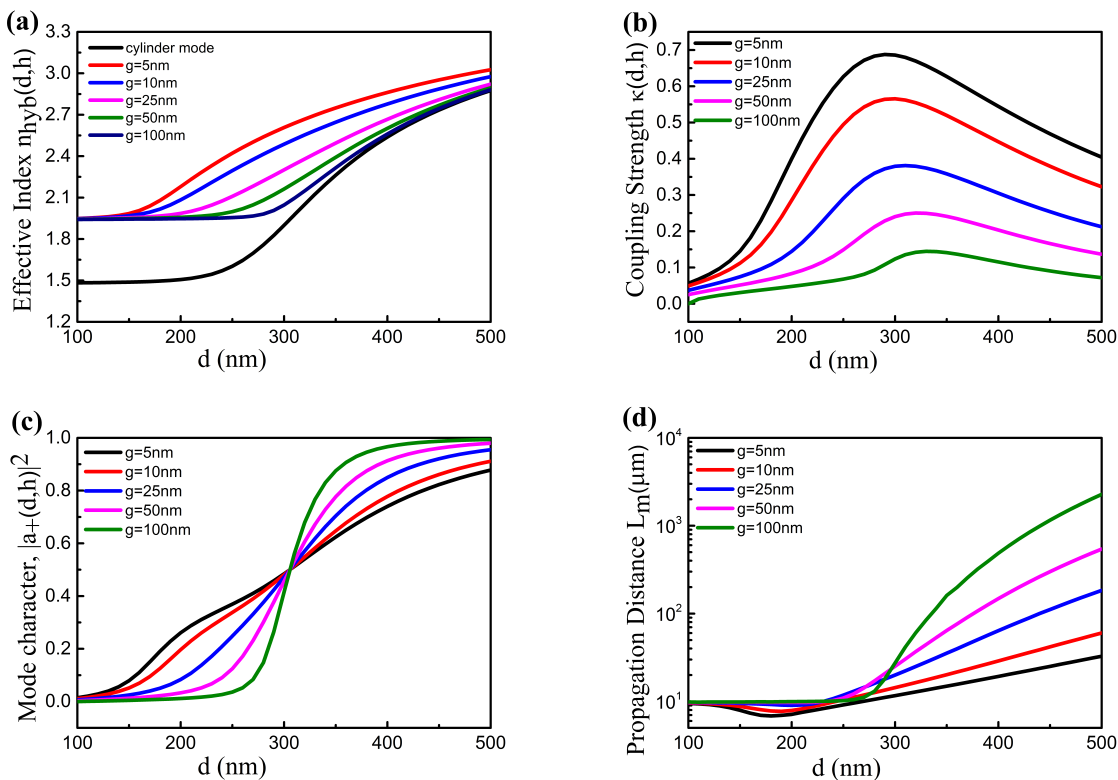 (a)
Effective Index nhyb(d,h)
3.3
3.0
2.7
2.4
2.1
1.8
1.5
1.2
cylinder mode
g=5nm
g=10nm
g=25nm
g=50nm
g=100nm
100 200 300 400 500
d (nm)
(b)
Coupling Strength κ(d,h)
0.7
0.6
0.5
0.4
0.3
0.2
0.1
0.0
g=5nm
g=10nm
g=25nm
g=50nm
g=100nm
100 200 300 400 500
d (nm)
(c)
Mode character, |a+(d,h)|²
1.0
0.8
0.6
0.4
0.2
0.0
g=5nm
g=10nm
g=25nm
g=50nm
g=100nm
100 200 300 400 500
d (nm)
(d)
Propagation Distance Lm(μm)
10⁴
10³
10²
10¹
g=5nm
g=10nm
g=25nm
g=50nm
g=100nm
100 200 300 400 500
d (nm)